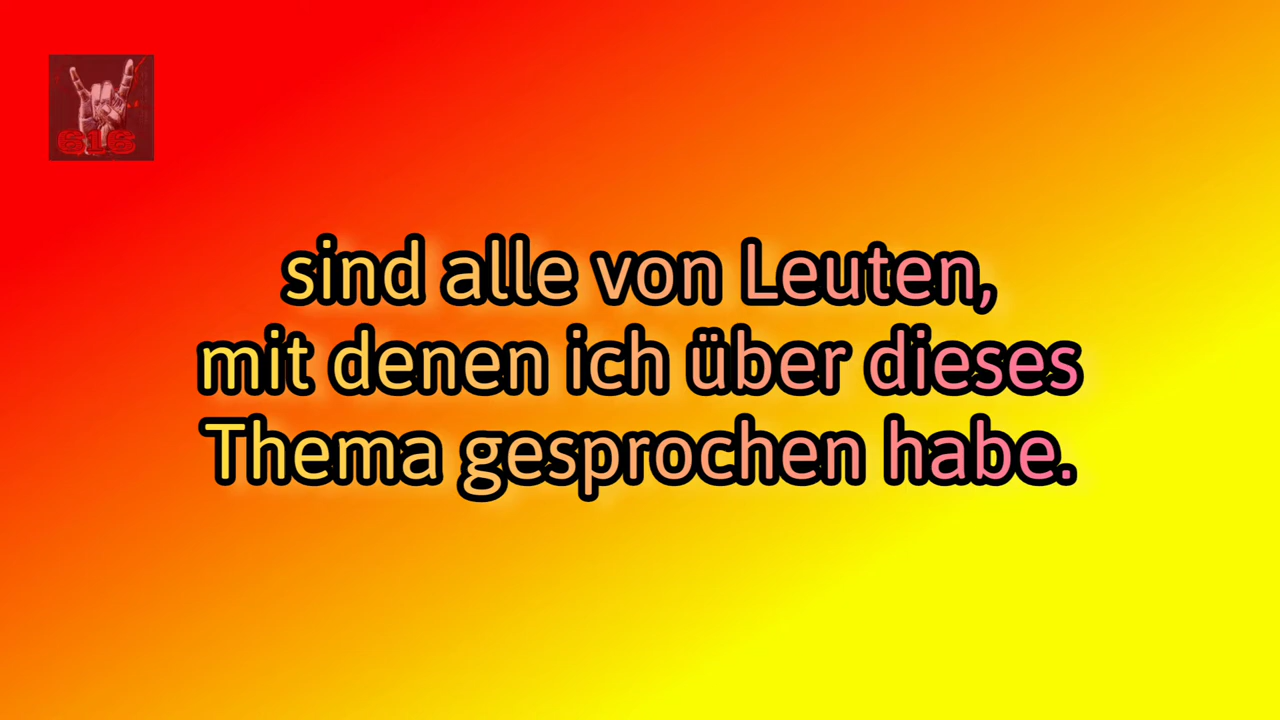 616
sind alle von Leuten,
mit denen ich über dieses
Thema gesprochen habe.